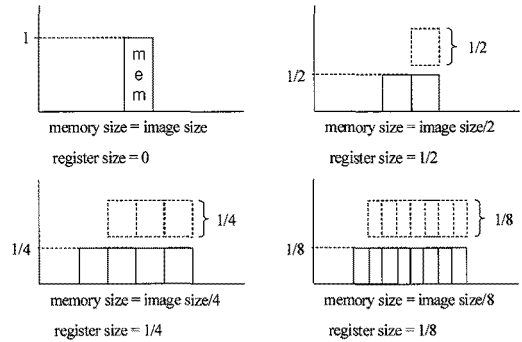 1
m
e
m
memory size = image size
register size = 0
1/2
1/2
memory size = image size/2
register size = 1/2
1/4
1/4
memory size = image size/4
register size = 1/4
1/8
1/8
memory size = image size/8
register size = 1/8